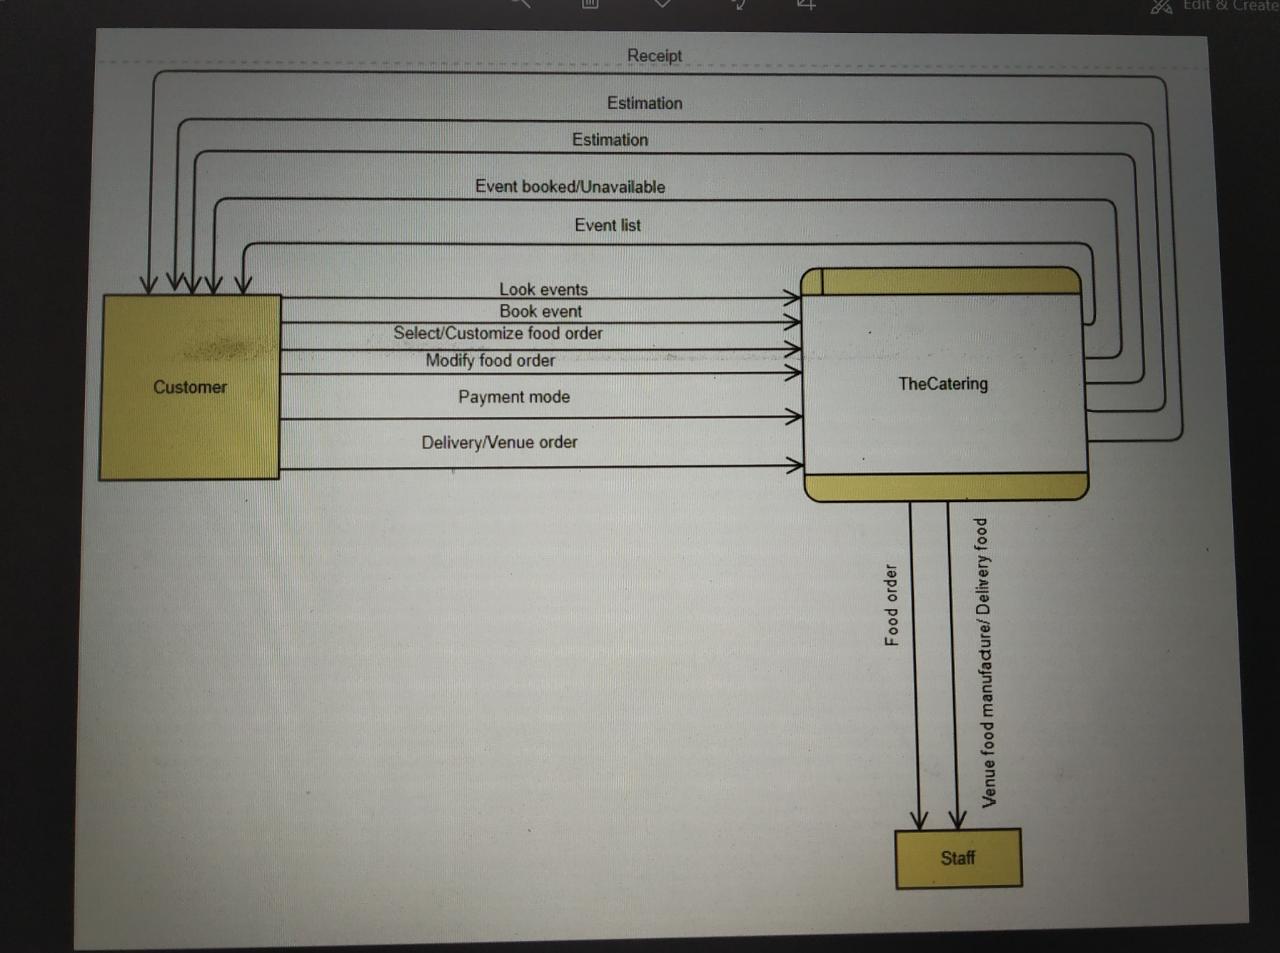 Edit & Create
Receipt
Estimation
Estimation
Event booked/Unavailable
Event list
Look events
Book event
Select/Customize food order
Modify food order
Payment mode
Delivery/Venue order
Customer
TheCatering
Food order
Venue food manufacture/ Delivery food
Staff